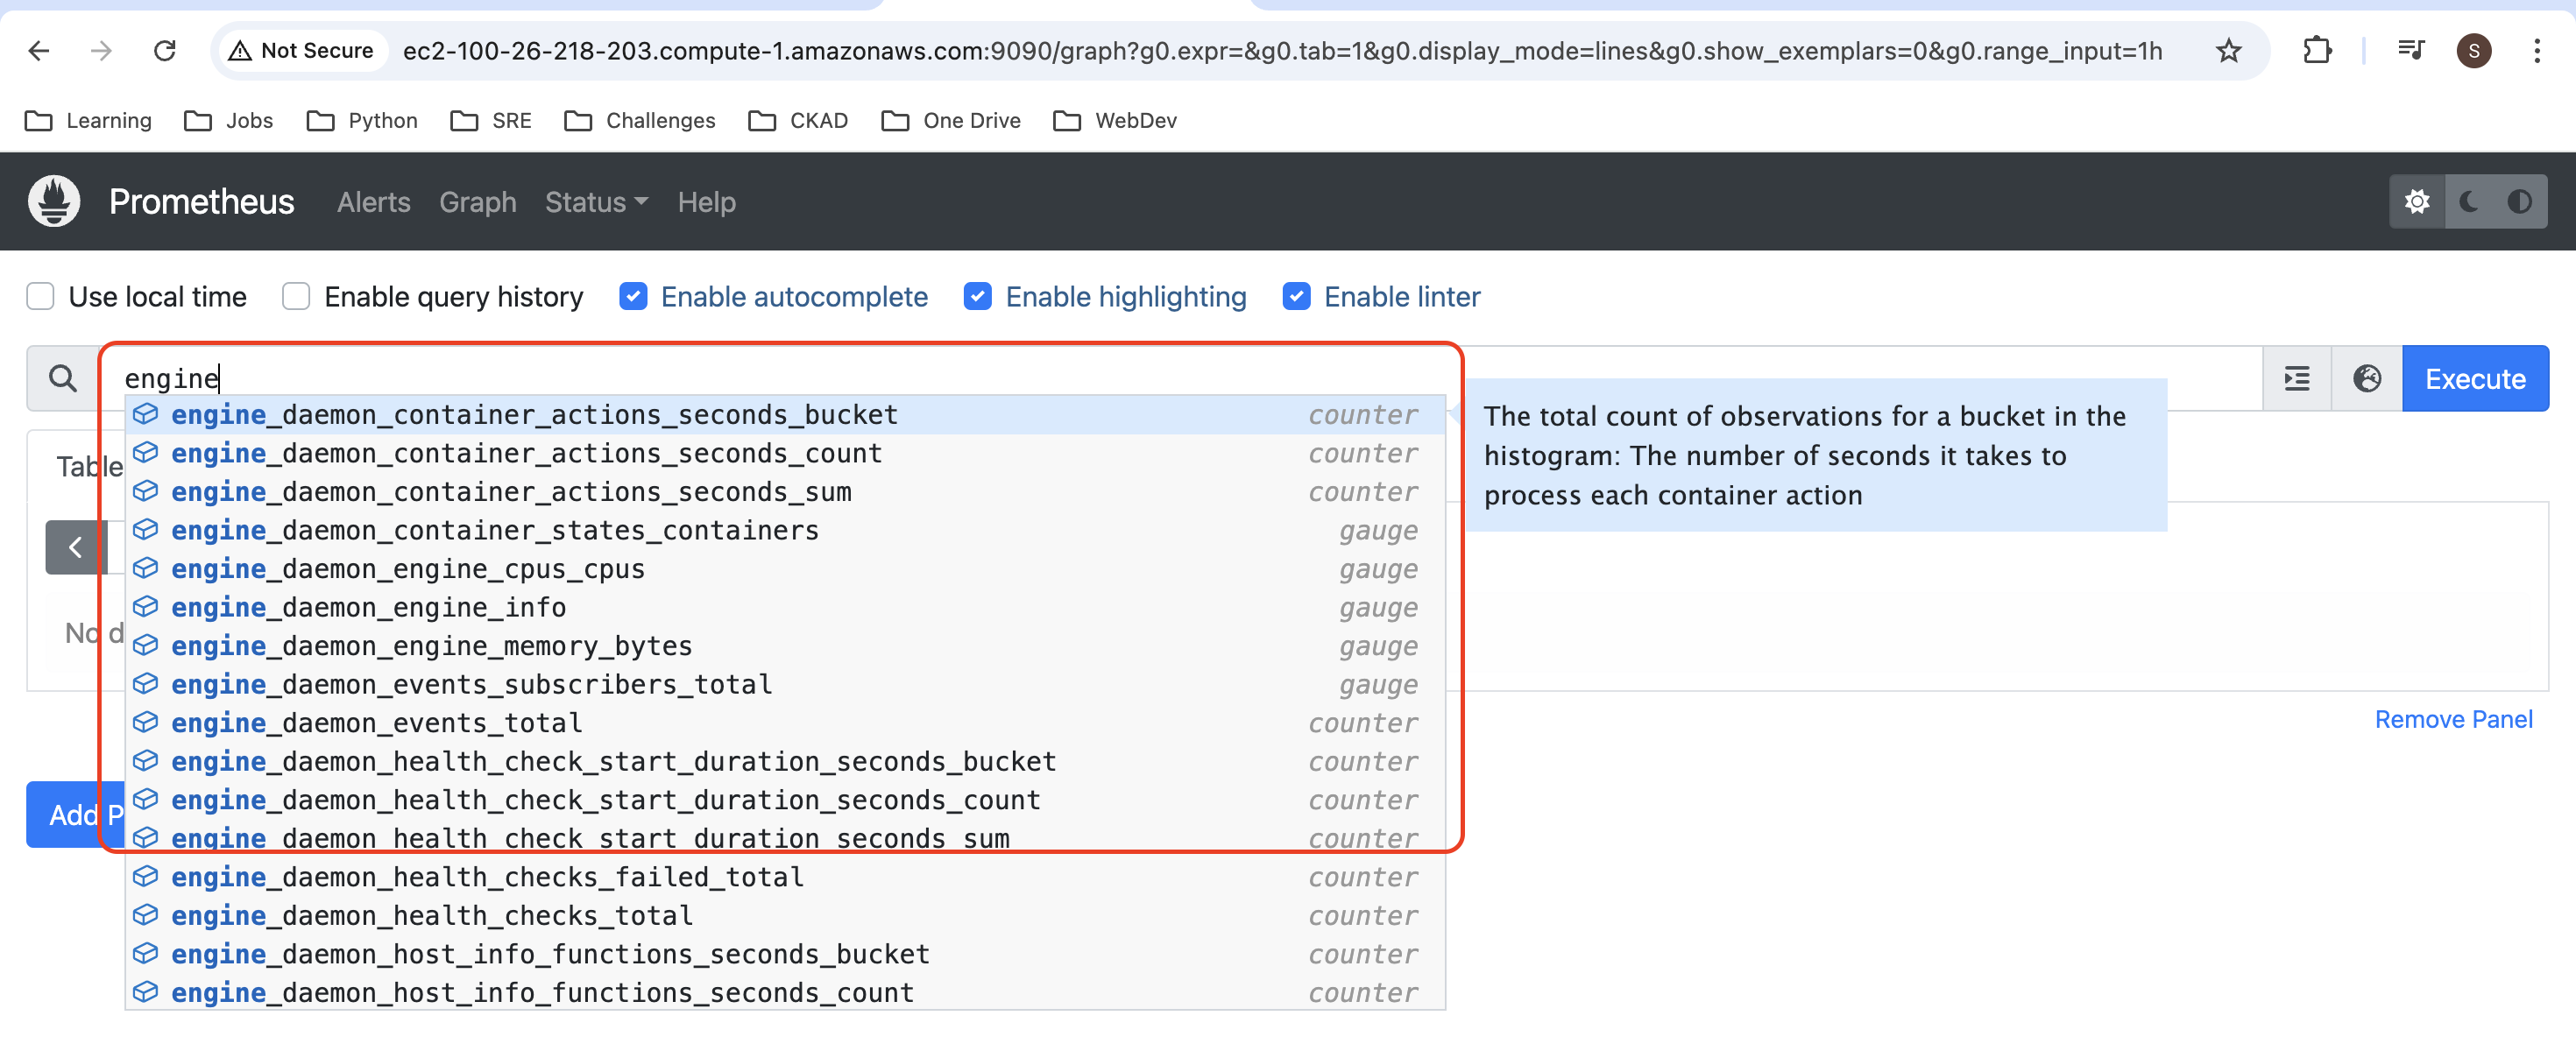 Not Secure ec2-100-26-218-203.compute-1.amazonaws.com:9090/graph?g0.expr=&g0.tab=1&g0.display_mode=lines&g0.show_exemplars=0&g0.range_input=1h S
Learning Jobs Python SRE Challenges CKAD One Drive WebDev
Prometheus Alerts Graph Status Help
Use local time Enable query history Enable autocomplete Enable highlighting Enable linter
engine Execute
engine_daemon_container_actions_seconds_bucket counter
The total count of observations for a bucket in the
histogram: The number of seconds it takes to
process each container action
engine_daemon_container_actions_seconds_count counter
Table
engine_daemon_container_actions_seconds_sum counter
engine_daemon_container_states_containers gauge
engine_daemon_engine_cpus_cpus gauge
engine_daemon_engine_info gauge
No d
engine_daemon_engine_memory_bytes gauge
engine_daemon_events_subscribers_total gauge
engine_daemon_events_total counter
Remove Panel
engine_daemon_health_check_start_duration_seconds_bucket counter
engine_daemon_health_check_start_duration_seconds_count counter
Add P
engine_daemon_health_check_start_duration_seconds_sum counter
engine_daemon_health_checks_failed_total counter
engine_daemon_health_checks_total counter
engine_daemon_host_info_functions_seconds_bucket counter
engine_daemon_host_info_functions_seconds_count counter